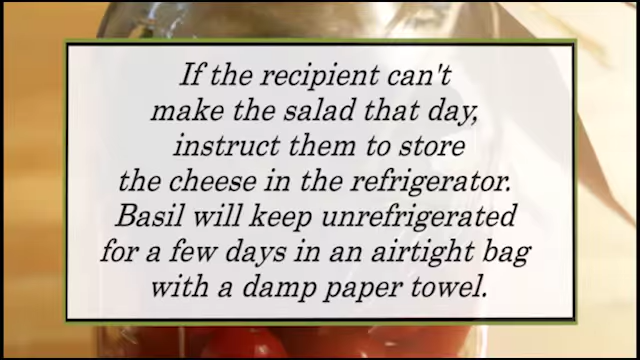 If the recipient can't
make the salad that day,
instruct them to store
the cheese in the refrigerator.
Basil will keep unrefrigerated
for a few days in an airtight bag
with a damp paper towel.